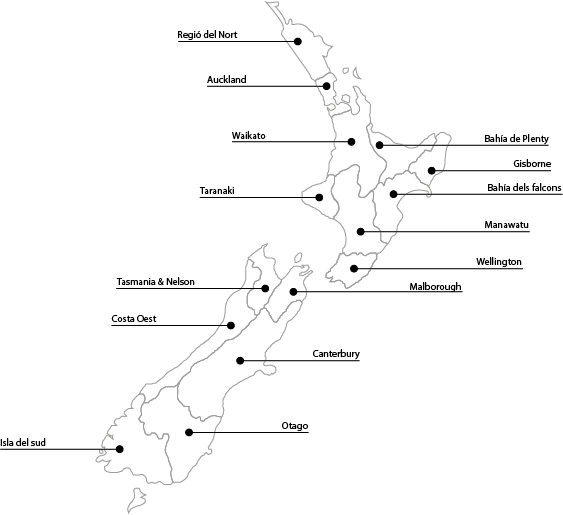 Regió del Nort
Auckland
Waikato
Bahía de Plenty
Gisborne
Taranaki
Bahía dels falcons
Manawatu
Wellington
Tasmania & Nelson
Malborough
Costa Oest
Canterbury
Otago
Isla del sud